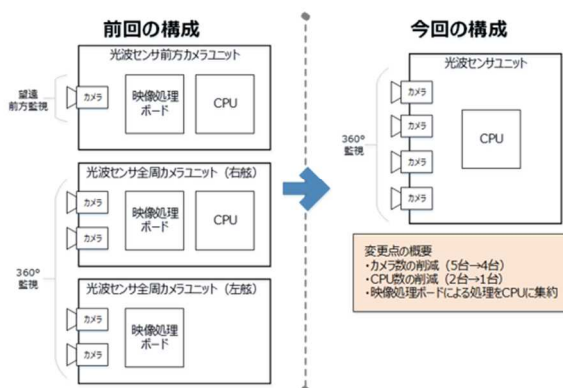 前回の構成
光波センサ前方カメラユニット
望遠
前方監視
カメラ
映像処理
ボード
CPU
光波センサ全周カメラユニット（右舷）
カメラ
カメラ
映像処理
ボード
CPU
360°
監視
光波センサ全周カメラユニット（左舷）
カメラ
カメラ
映像処理
ボード
今回の構成
光波センサユニット
360°
監視
カメラ
カメラ
カメラ
カメラ
CPU
変更点の概要
・カメラ数の削減（5台→4台）
・CPU数の削減（2台→1台）
・映像処理ボードによる処理をCPUに集約